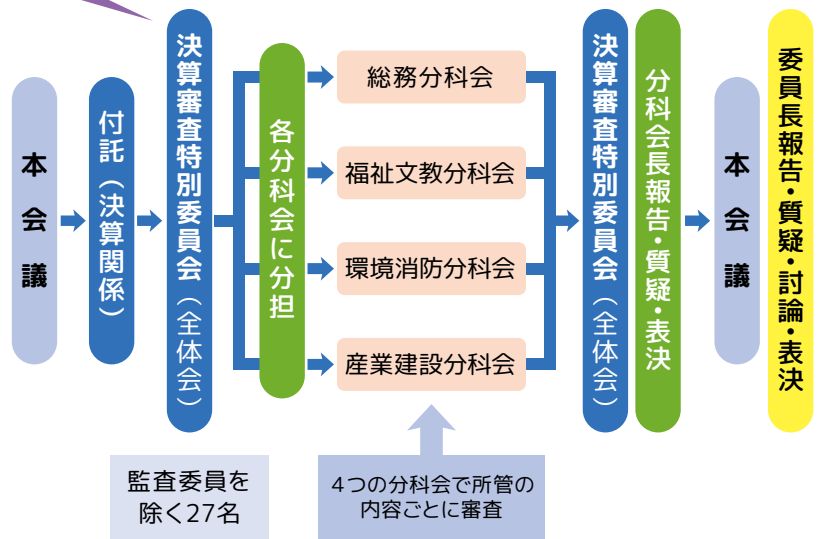 本会議
付託（決算関係）
決算審査特別委員会（全体会）
各分科会に分担
総務分科会
福祉文教分科会
環境消防分科会
産業建設分科会
決算審査特別委員会（全体会）
分科会長報告・質疑・表決
本会議
委員長報告・質疑・討論・表決
監査委員を
除く27名
4つの分科会で所管の
内容ごとに審査